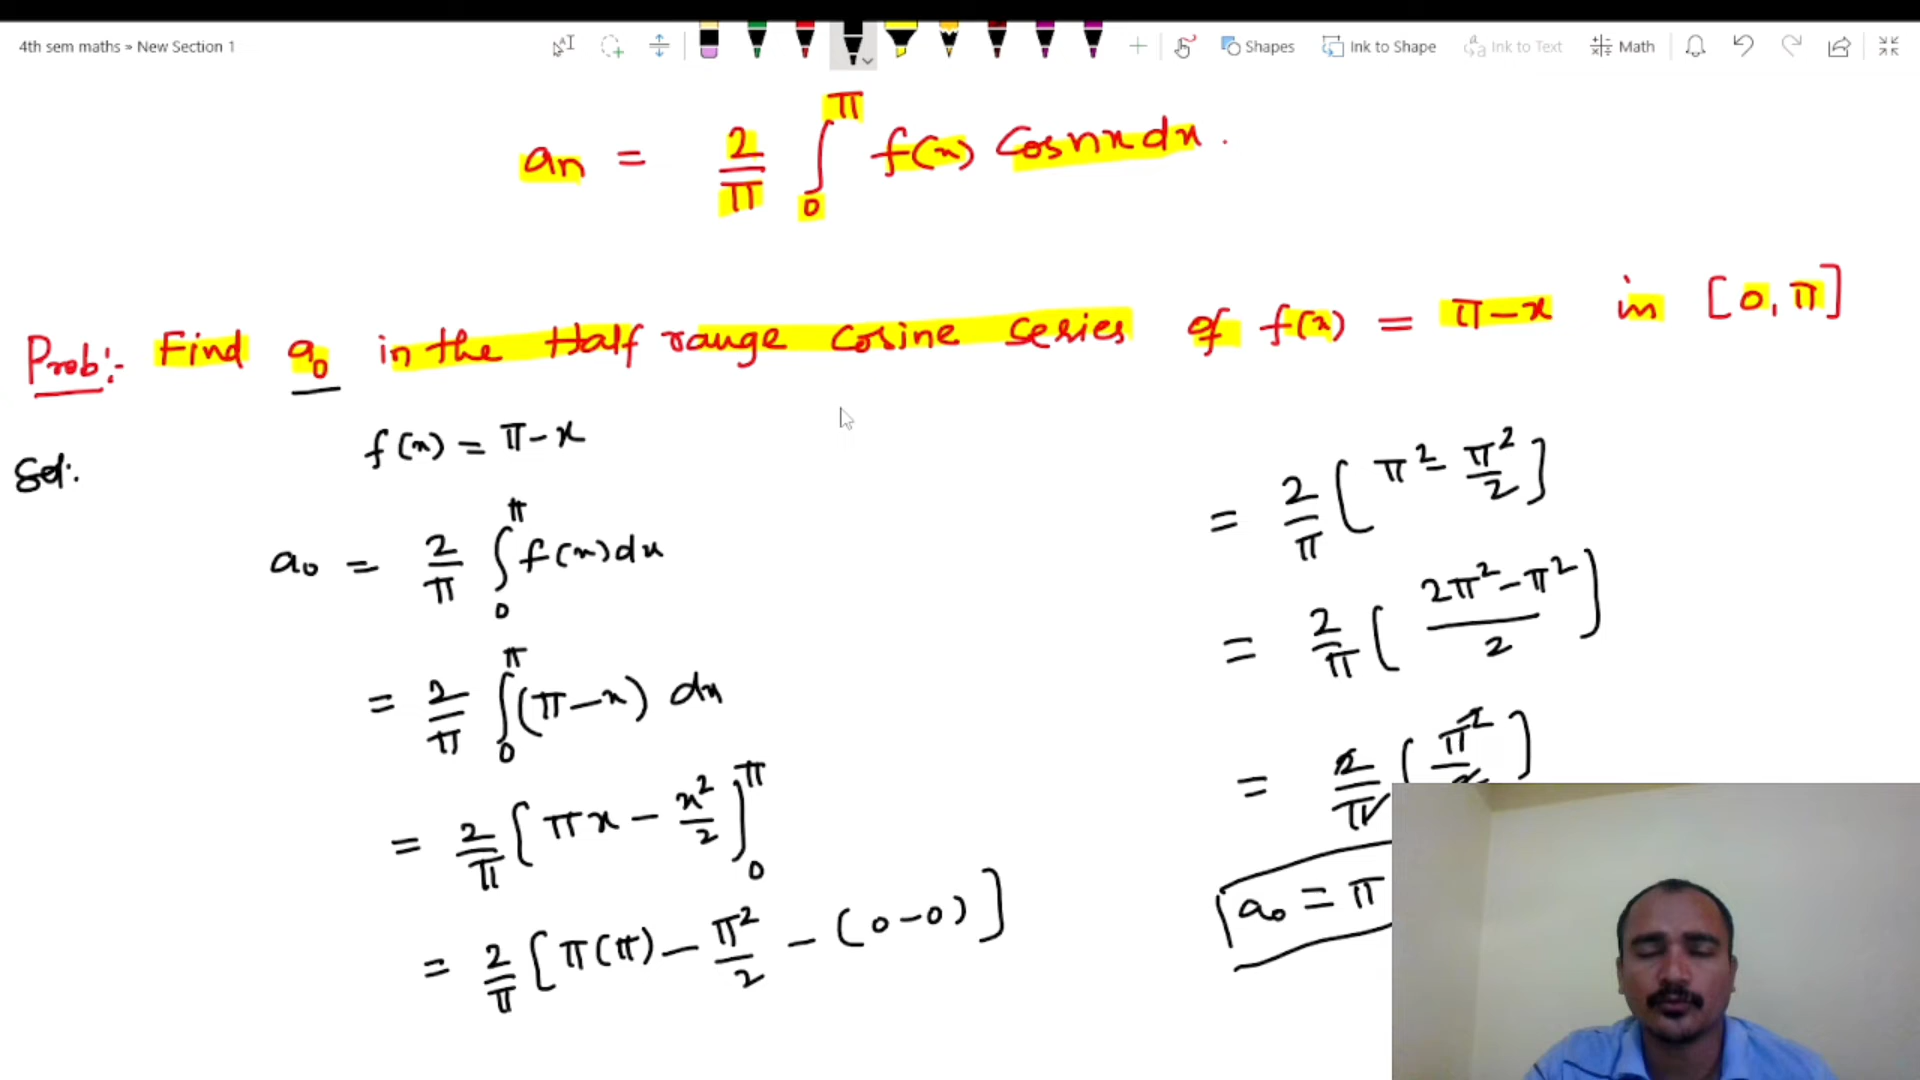 4th sem maths » New Section 1
Shapes Ink to Shape Ink to Text Math
an = 2/π ∫₀^π f(x) Cosnx dx.
Prob:- Find a₀ in the Half range cosine series of f(x) = π-x in [0,π]
Sol:
f(x) = π-x
a₀ = 2/π ∫₀^π f(x)dx
= 2/π ∫₀^π (π-x) dx
= 2/π [πx - x²/2]₀^π
= 2/π [π(π) - π²/2 - (0-0)]
= 2/π [π² - π²/2]
= 2/π (2π²-π²/2)
= 2/π (π²/2]
a₀ = π